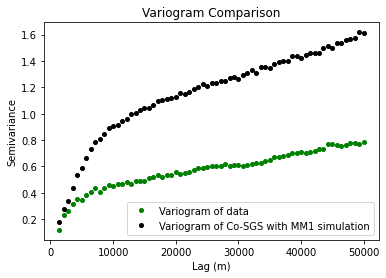 Variogram Comparison
1.6
1.4
1.2
1.0
0.8
0.6
0.4
0.2
Semivariance
Variogram of data
Variogram of Co-SGS with MM1 simulation
0 10000 20000 30000 40000 50000
Lag (m)